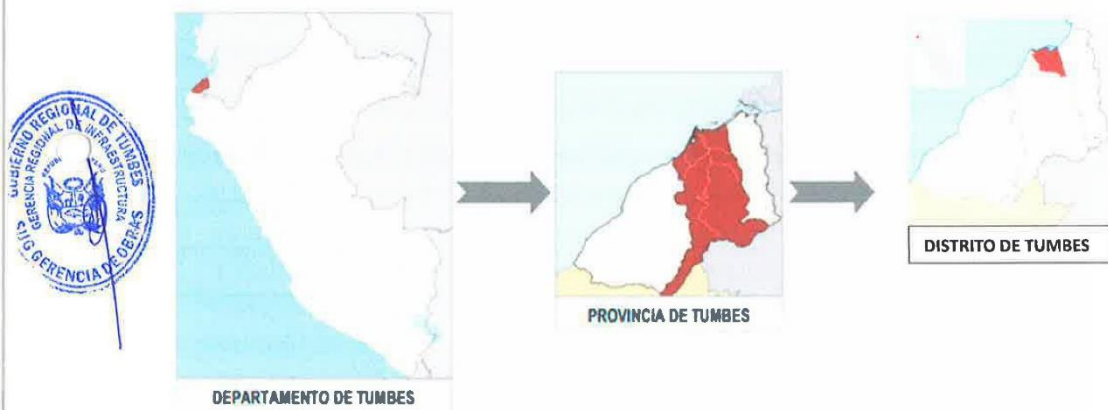 GOBIERNO REGIONAL DE TUMBES
GERENCIA REGIONAL DE INFRAESTRUCTURA
SUG GERENCIA DE OBRAS
DEPARTAMENTO DE TUMBES
PROVINCIA DE TUMBES
DISTRITO DE TUMBES